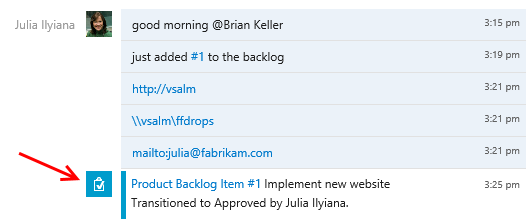 Julia Ilyiana good morning @Brian Keller 3:15 pm
just added #1 to the backlog 3:19 pm
http://vsalm 3:21 pm
\\vsalm\ffdrops 3:21 pm
mailto:julia@fabrikam.com 3:21 pm
Product Backlog Item #1 Implement new website 3:25 pm
Transitioned to Approved by Julia Ilyiana.